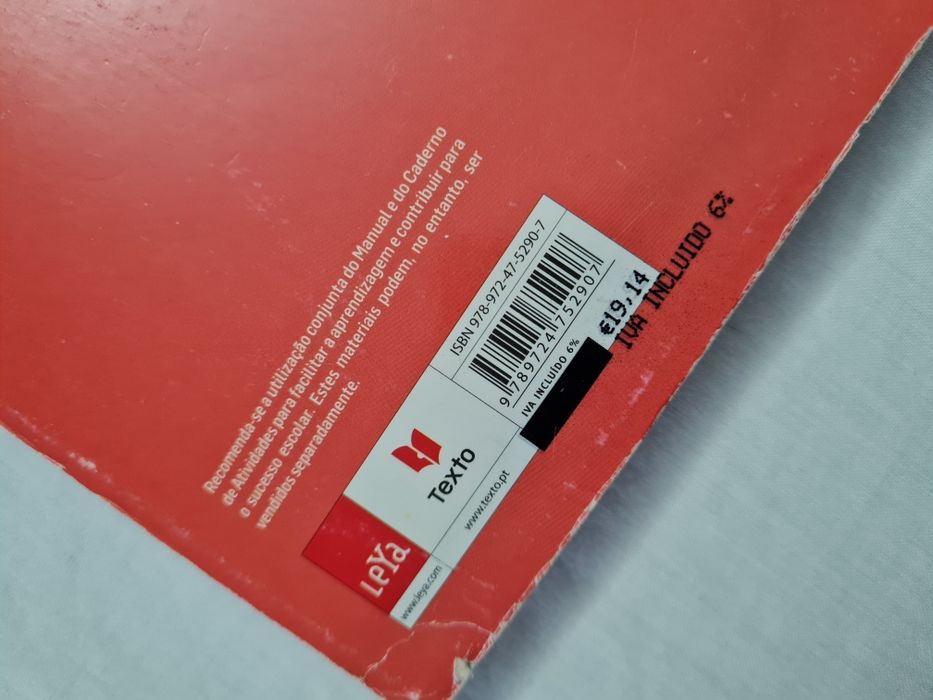 Recomenda-se a utilização conjunta do Manual e do Caderno
de Atividades para facilitar a aprendizagem e contribuir para
o sucesso escolar. Estes materiais podem, no entanto, ser
vendidos separadamente.
ISBN 978-972-47-5290-7
9 789724 752907
IVA INCLUÍDO 6%
€19,14
IVA INCLUIDO 6%
Texto
www.texto.pt
LeYa
www.leya.com